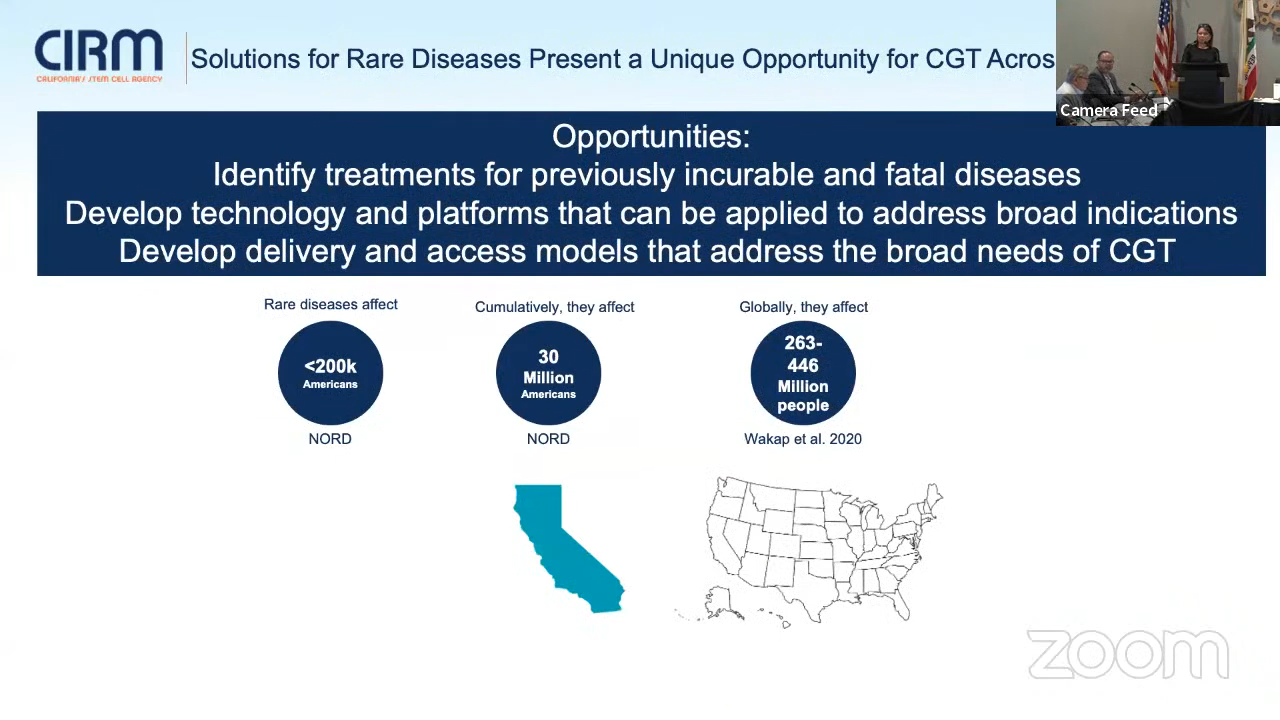 CIRM
CALIFORNIA'S STEM CELL AGENCY
Solutions for Rare Diseases Present a Unique Opportunity for CGT Acros
Camera Feed
Opportunities:
Identify treatments for previously incurable and fatal diseases
Develop technology and platforms that can be applied to address broad indications
Develop delivery and access models that address the broad needs of CGT
Rare diseases affect
<200k
Americans
NORD
Cumulatively, they affect
30
Million
Americans
NORD
Globally, they affect
263-
446
Million
people
Wakap et al. 2020
zoom